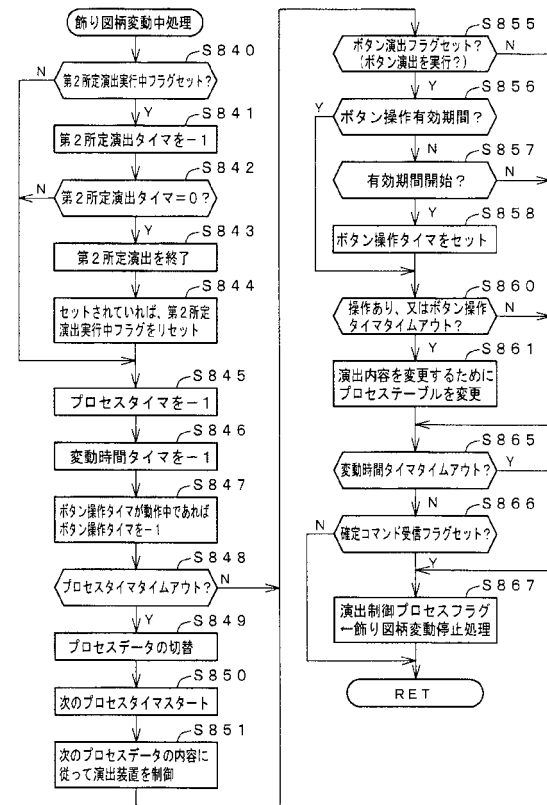 飾り図柄変動中処理
S840
第2所定演出実行中フラグセット?
N
Y
S841
第2所定演出タイマを-1
S842
第2所定演出タイマ=0?
N
Y
S843
第2所定演出を終了
S844
セットされていれば、第2所定
演出実行中フラグをリセット
S845
プロセスタイマを-1
S846
変動時間タイマを-1
S847
ボタン操作タイマが動作中であれば
ボタン操作タイマを-1
S848
プロセスタイマタイムアウト?
N
Y
S849
プロセスデータの切替
S850
次のプロセスタイマスタート
S851
次のプロセスデータの内容に
従って演出装置を制御
S855
ボタン演出フラグセット?
(ボタン演出を実行?)
N
Y
S856
ボタン操作有効期間?
Y
N
S857
有効期間開始?
N
Y
S858
ボタン操作タイマをセット
S860
操作あり、又はボタン操作
タイマタイムアウト?
N
Y
S861
演出内容を変更するために
プロセステーブルを変更
S865
変動時間タイマタイムアウト?
Y
N
S866
確定コマンド受信フラグセット?
N
Y
S867
演出制御プロセスフラグ
←飾り図柄変動停止処理
RET